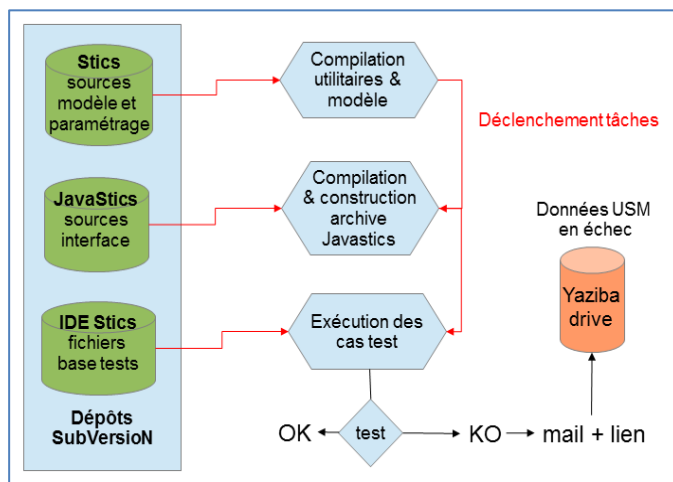 Stics
sources
modèle et
paramétrage
JavaStics
sources
interface
IDE Stics
fichiers
base tests
Dépôts
SubVersioN
Compilation
utilitaires &
modèle
Compilation
& construction
archive
Javastics
Exécution des
cas test
Déclenchement tâches
Données USM
en échec
Yaziba
drive
OK
test
KO
mail + lien